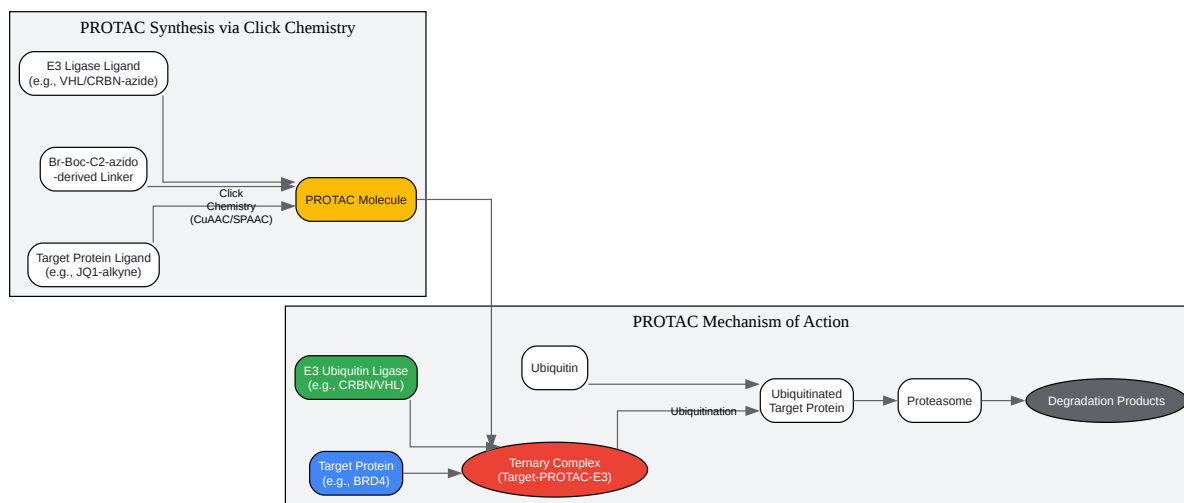 PROTAC Synthesis via Click Chemistry
E3 Ligase Ligand
(e.g., VHL/CRBN-azide)
Br-Boc-C2-azido
-derived Linker
Click
Chemistry
(CuAAC/SPAAC)
PROTAC Molecule
Target Protein Ligand
(e.g., JQ1-alkyne)
PROTAC Mechanism of Action
E3 Ubiquitin Ligase
(e.g., CRBN/VHL)
Ubiquitin
Ubiquitination
Ubiquitinated
Target Protein
Proteasome
Degradation Products
Target Protein
(e.g., BRD4)
Ternary Complex
(Target-PROTAC-E3)